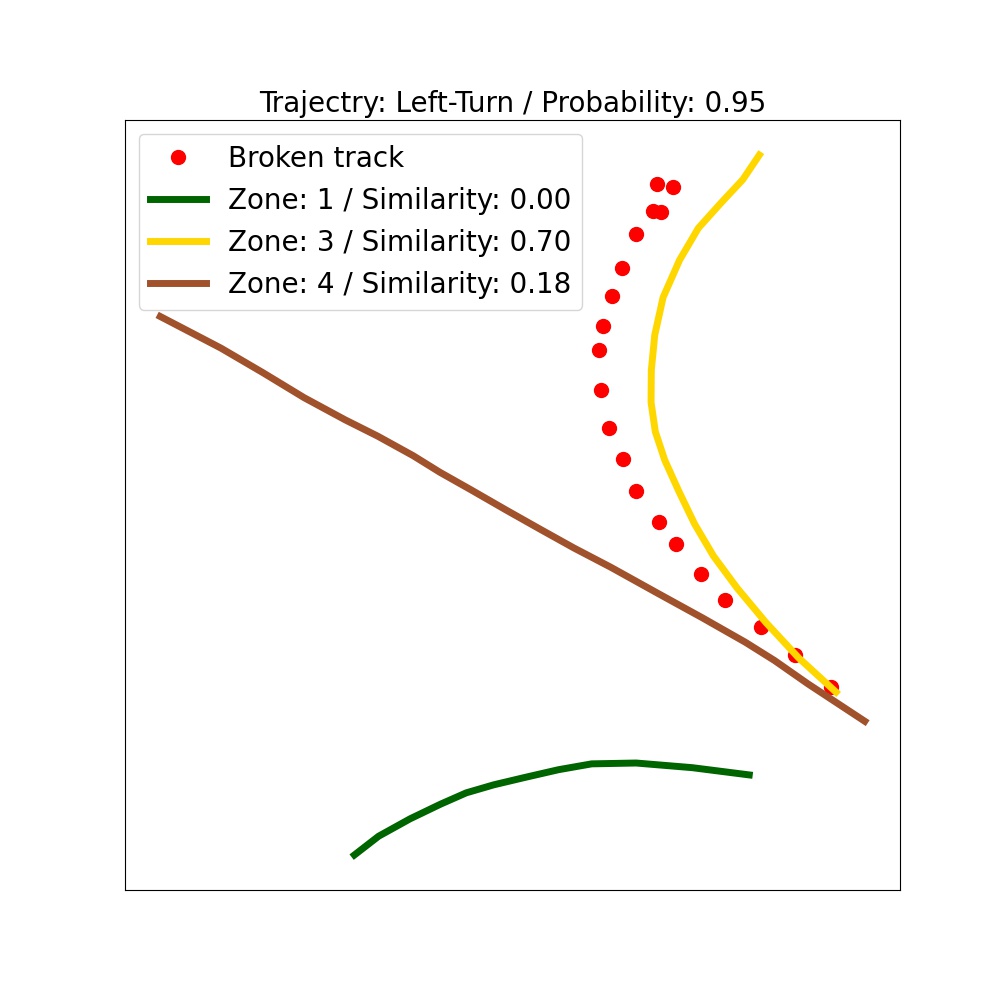 Trajectry: Left-Turn / Probability: 0.95
Broken track
Zone: 1 / Similarity: 0.00
Zone: 3 / Similarity: 0.70
Zone: 4 / Similarity: 0.18